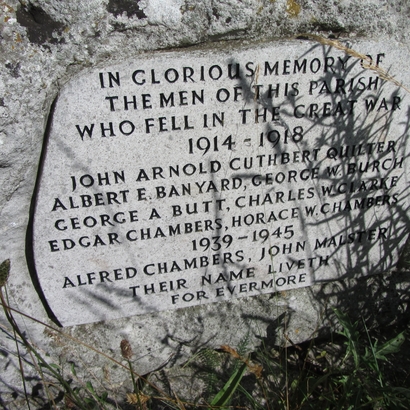 IN GLORIOUS MEMORY OF
THE MEN OF THIS PARISH
WHO FELL IN THE GREAT WAR
1914 - 1918
JOHN ARNOLD CUTHBERT QUILTER
ALBERT E. BANYARD, GEORGE W. BURCH
GEORGE A BUTT, CHARLES W. CLARKE
EDGAR CHAMBERS, HORACE W. CHAMBERS
1939 - 1945
ALFRED CHAMBERS, JOHN MALSTER
THEIR NAME LIVETH
FOR EVERMORE